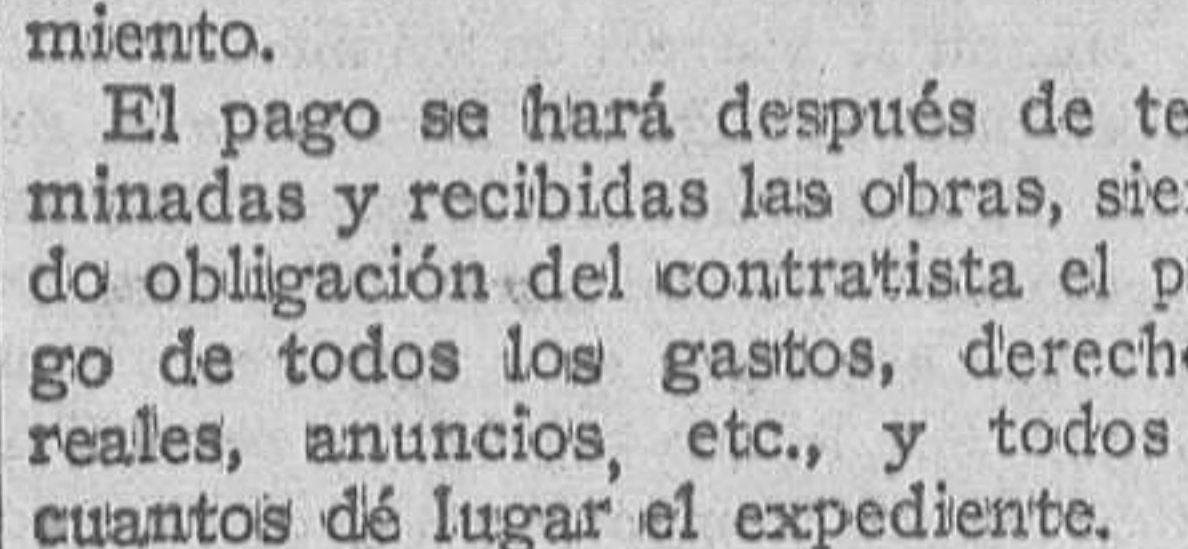 miento.
El pago se hará después de te
minadas y recibidas las obras, sie
do obligación del contratista el p
go de todos los gastos, derech
reales, anuncios, etc., y todos
cuantos dé lugar el expediente.